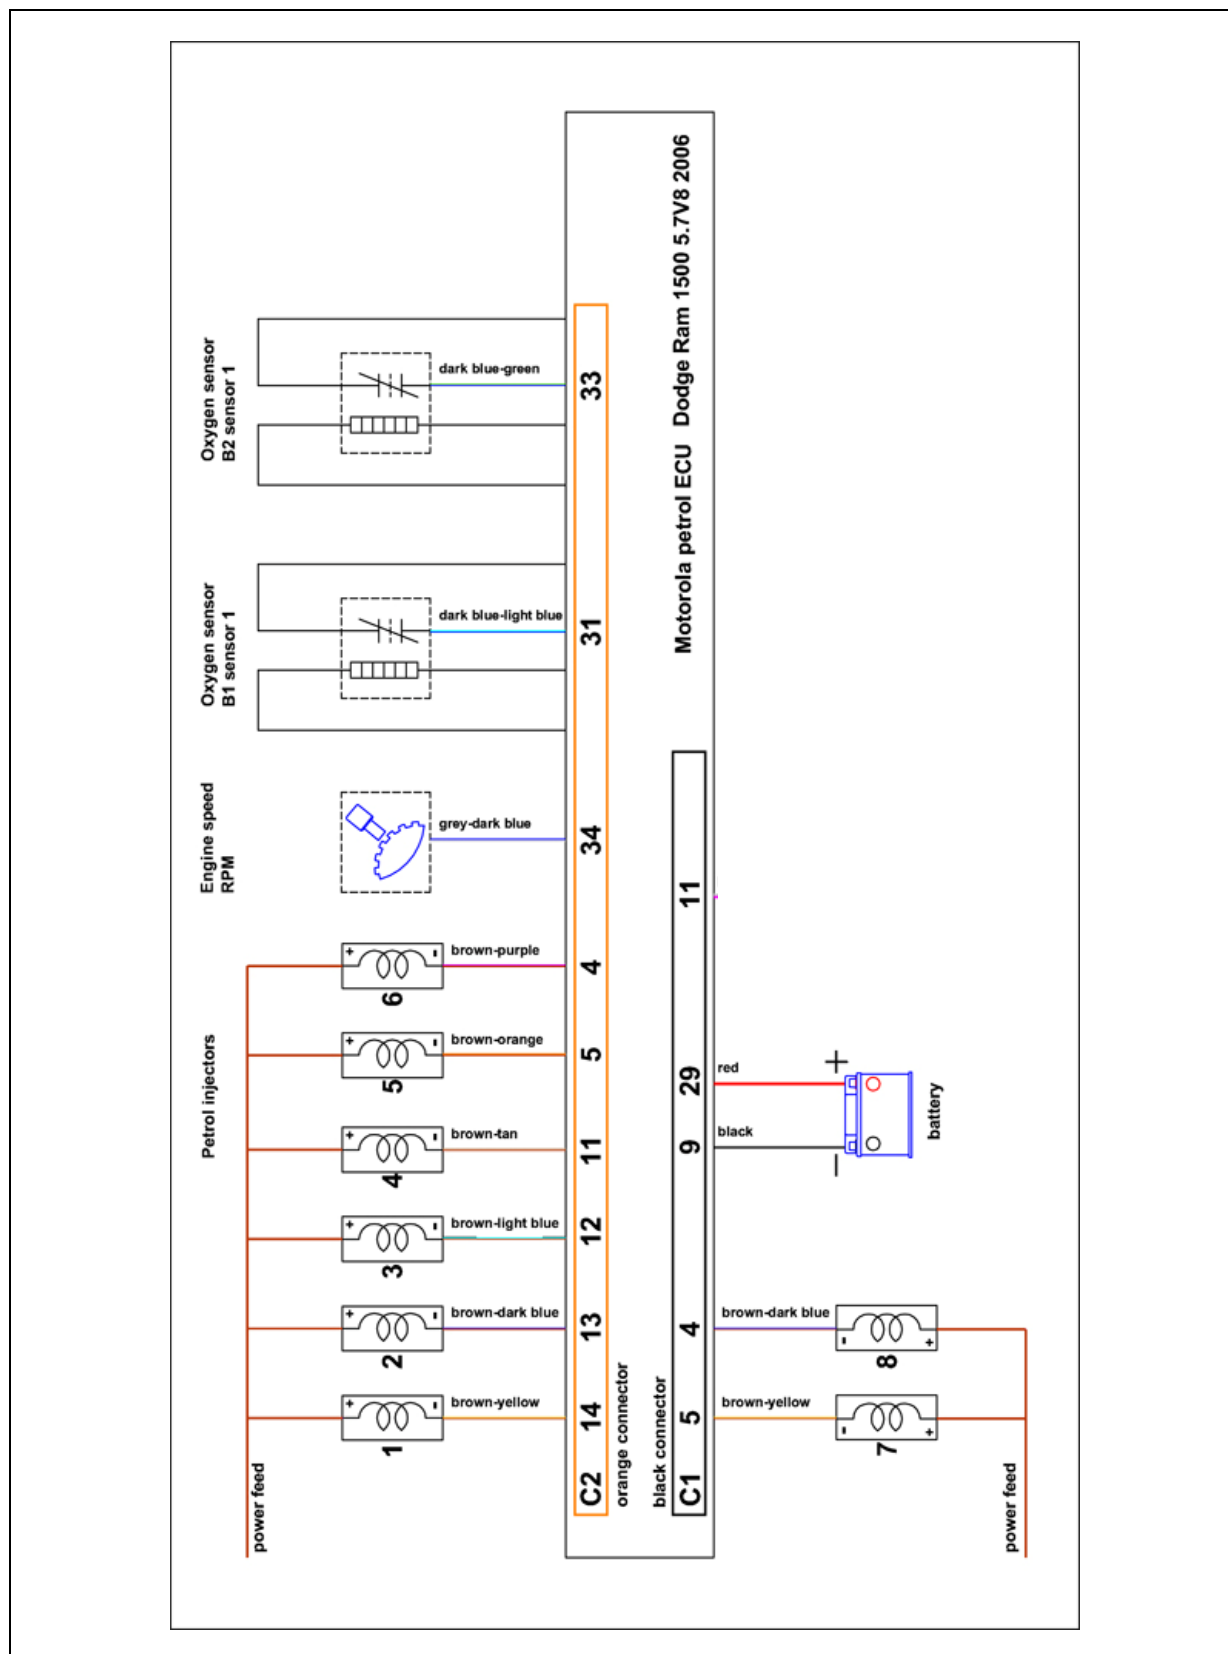 Oxygen sensor
B2 sensor 1
dark blue-green
33
Oxygen sensor
B1 sensor 1
dark blue-light blue
31
Engine speed
RPM
grey-dark blue
34
Petrol injectors
+ -
6
brown-purple
4
+ -
5
brown-orange
5
+ -
4
brown-tan
11
+ -
3
brown-light blue
12
+ -
2
brown-dark blue
13
+ -
1
brown-yellow
14
power feed
C2
orange connector
Motorola petrol ECU Dodge Ram 1500 5.7V8 2006
black connector
C1
11
29
red
+
9
black
-
battery
4
brown-dark blue
- +
8
5
brown-yellow
- +
7
power feed